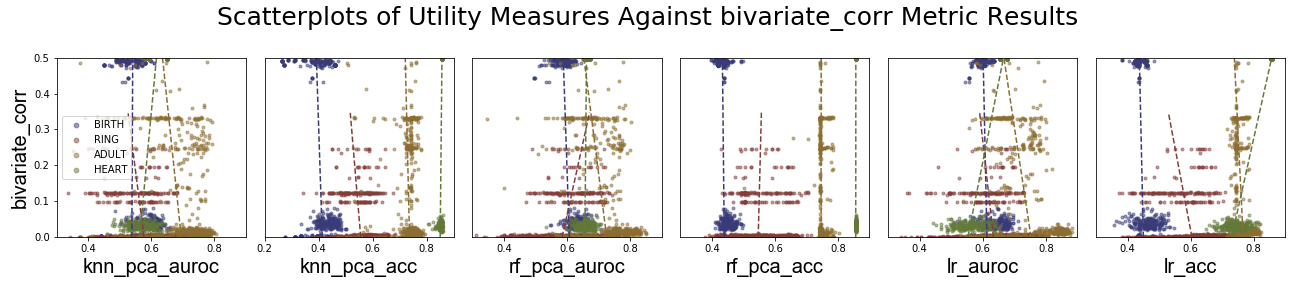 Scatterplots of Utility Measures Against bivariate_corr Metric Results
bivariate_corr
0.5
0.4
0.3
0.2
0.1
0.0
BIRTH
RING
ADULT
HEART
0.4 0.6 0.8
knn_pca_auroc
0.2 0.4 0.6 0.8
knn_pca_acc
0.4 0.6 0.8
rf_pca_auroc
0.4 0.6 0.8
rf_pca_acc
0.4 0.6 0.8
lr_auroc
0.4 0.6 0.8
lr_acc